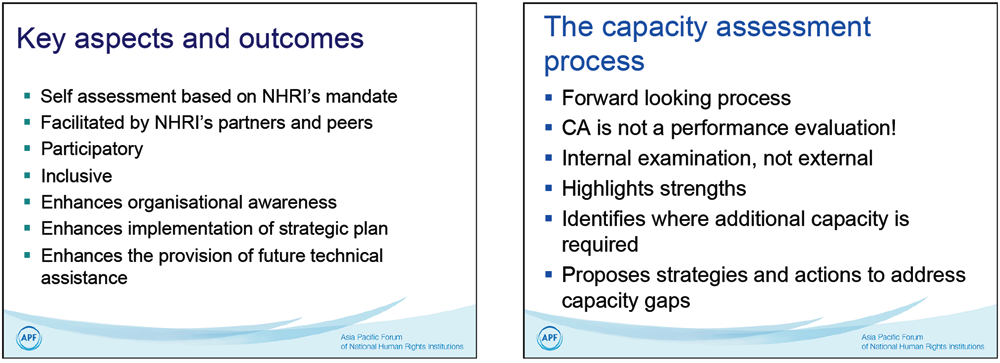 Key aspects and outcomes
Self assessment based on NHRI's mandate
Facilitated by NHRI's partners and peers
Participatory
Inclusive
Enhances organisational awareness
Enhances implementation of strategic plan
Enhances the provision of future technical
assistance
APF
Asia Pacific Forum
of National Human Rights Institutions
The capacity assessment
process
Forward looking process
CA is not a performance evaluation!
Internal examination, not external
Highlights strengths
Identifies where additional capacity is
required
Proposes strategies and actions to address
capacity gaps
APF
Asia Pacific Forum
of National Human Rights Institutions